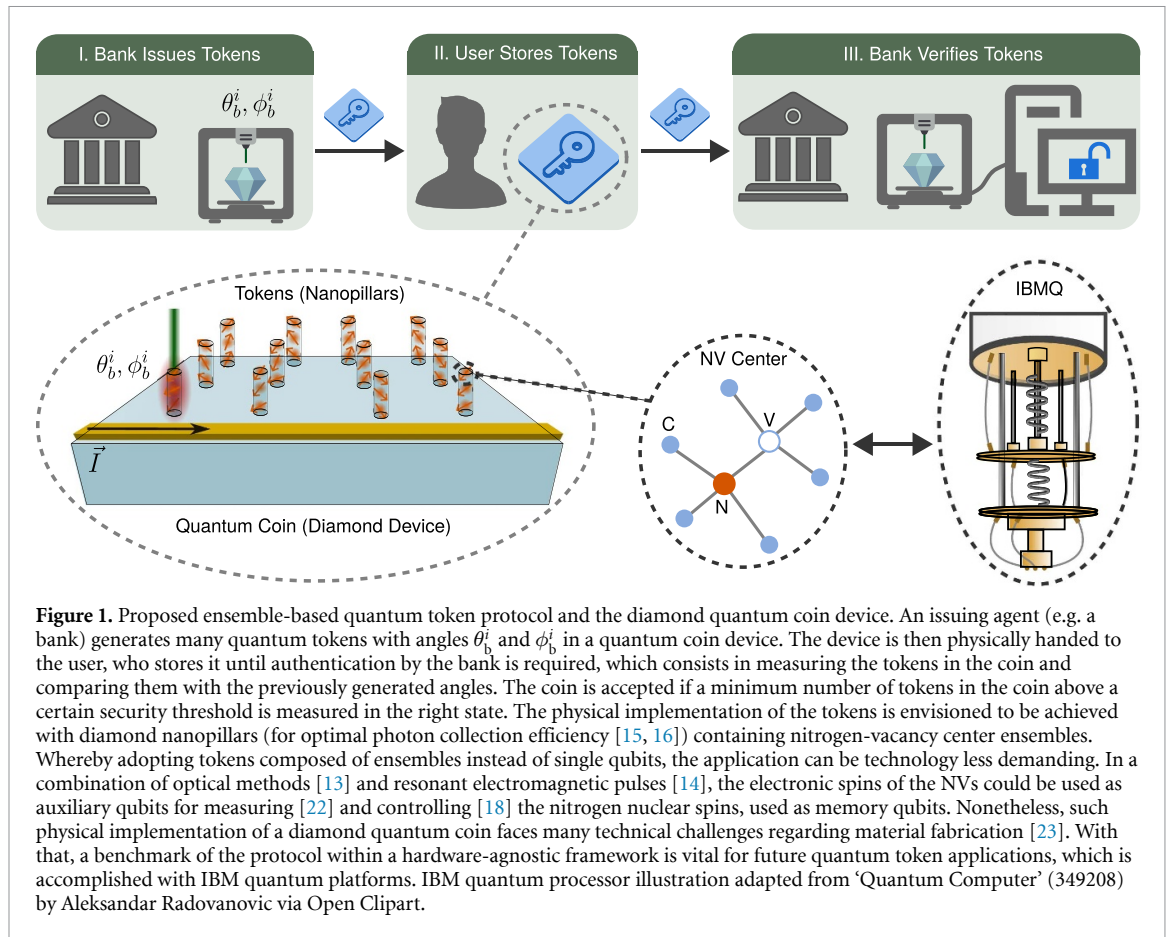 I. Bank Issues Tokens
II. User Stores Tokens
III. Bank Verifies Tokens
θ_b^i, ϕ_b^i
Tokens (Nanopillars)
θ_b^i, ϕ_b^i
I⃗
Quantum Coin (Diamond Device)
NV Center
C
V
N
IBMQ
Figure 1. Proposed ensemble-based quantum token protocol and the diamond quantum coin device. An issuing agent (e.g. a
bank) generates many quantum tokens with angles θ_b^i and ϕ_b^i in a quantum coin device. The device is then physically handed to
the user, who stores it until authentication by the bank is required, which consists in measuring the tokens in the coin and
comparing them with the previously generated angles. The coin is accepted if a minimum number of tokens in the coin above a
certain security threshold is measured in the right state. The physical implementation of the tokens is envisioned to be achieved
with diamond nanopillars (for optimal photon collection efficiency [15, 16]) containing nitrogen-vacancy center ensembles.
Whereby adopting tokens composed of ensembles instead of single qubits, the application can be technology less demanding. In a
combination of optical methods [13] and resonant electromagnetic pulses [14], the electronic spins of the NVs could be used as
auxiliary qubits for measuring [22] and controlling [18] the nitrogen nuclear spins, used as memory qubits. Nonetheless, such
physical implementation of a diamond quantum coin faces many technical challenges regarding material fabrication [23]. With
that, a benchmark of the protocol within a hardware-agnostic framework is vital for future quantum token applications, which is
accomplished with IBM quantum platforms. IBM quantum processor illustration adapted from ‘Quantum Computer’ (349208)
by Aleksandar Radovanovic via Open Clipart.